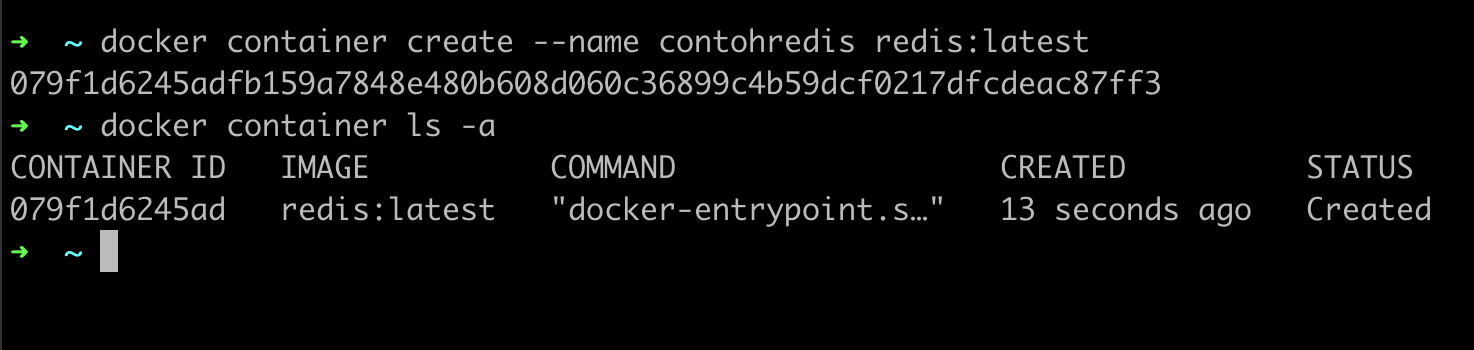 ➜ ~ docker container create --name contohredis redis:latest
079f1d6245adfb159a7848e480b608d060c36899c4b59dcf0217dfcdeac87ff3
➜ ~ docker container ls -a
CONTAINER ID IMAGE COMMAND CREATED STATUS
079f1d6245ad redis:latest "docker-entrypoint.s…" 13 seconds ago Created
➜ ~